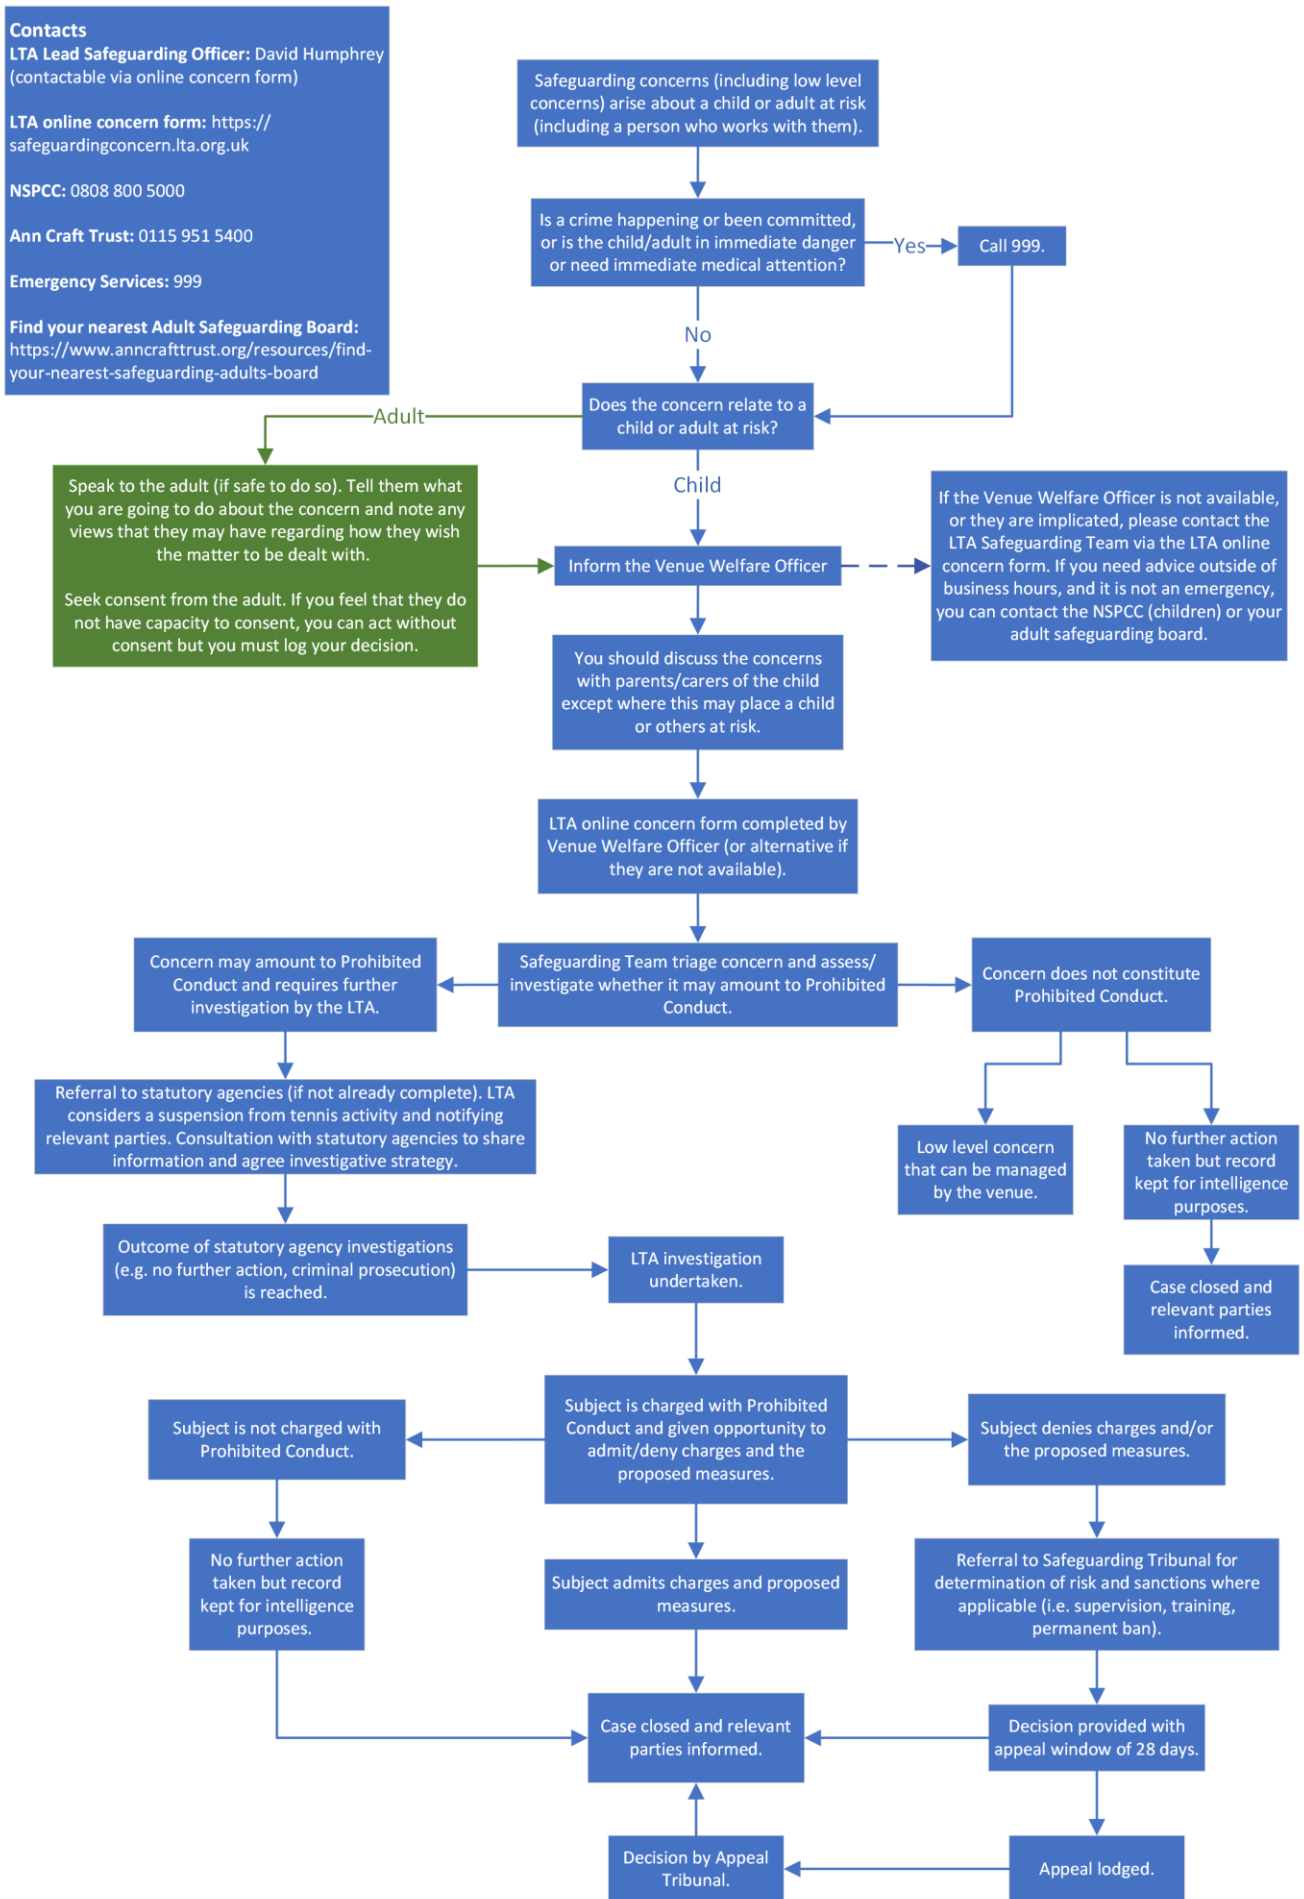 Contacts
LTA Lead Safeguarding Officer: David Humphrey
(contactable via online concern form)
LTA online concern form: https://
safeguardingconcern.lta.org.uk
NSPCC: 0808 800 5000
Ann Craft Trust: 0115 951 5400
Emergency Services: 999
Find your nearest Adult Safeguarding Board:
https://www.anncrafttrust.org/resources/find-
your-nearest-safeguarding-adults-board
Safeguarding concerns (including low level
concerns) arise about a child or adult at risk
(including a person who works with them).
Is a crime happening or been committed,
or is the child/adult in immediate danger
or need immediate medical attention?
Yes
Call 999.
No
Does the concern relate to a
child or adult at risk?
Adult
Speak to the adult (if safe to do so). Tell them what
you are going to do about the concern and note any
views that they may have regarding how they wish
the matter to be dealt with.
Seek consent from the adult. If you feel that they do
not have capacity to consent, you can act without
consent but you must log your decision.
Child
Inform the Venue Welfare Officer
If the Venue Welfare Officer is not available,
or they are implicated, please contact the
LTA Safeguarding Team via the LTA online
concern form. If you need advice outside of
business hours, and it is not an emergency,
you can contact the NSPCC (children) or your
adult safeguarding board.
You should discuss the concerns
with parents/carers of the child
except where this may place a child
or others at risk.
LTA online concern form completed by
Venue Welfare Officer (or alternative if
they are not available).
Safeguarding Team triage concern and assess/
investigate whether it may amount to Prohibited
Conduct.
Concern may amount to Prohibited
Conduct and requires further
investigation by the LTA.
Concern does not constitute
Prohibited Conduct.
Referral to statutory agencies (if not already complete). LTA
considers a suspension from tennis activity and notifying
relevant parties. Consultation with statutory agencies to share
information and agree investigative strategy.
Low level concern
that can be managed
by the venue.
No further action
taken but record
kept for intelligence
purposes.
Case closed and
relevant parties
informed.
Outcome of statutory agency investigations
(e.g. no further action, criminal prosecution)
is reached.
LTA investigation
undertaken.
Subject is charged with Prohibited
Conduct and given opportunity to
admit/deny charges and the
proposed measures.
Subject is not charged with
Prohibited Conduct.
Subject denies charges and/or
the proposed measures.
No further action
taken but record
kept for intelligence
purposes.
Subject admits charges and proposed
measures.
Referral to Safeguarding Tribunal for
determination of risk and sanctions where
applicable (i.e. supervision, training,
permanent ban).
Case closed and relevant
parties informed.
Decision provided with
appeal window of 28 days.
Decision by Appeal
Tribunal.
Appeal lodged.